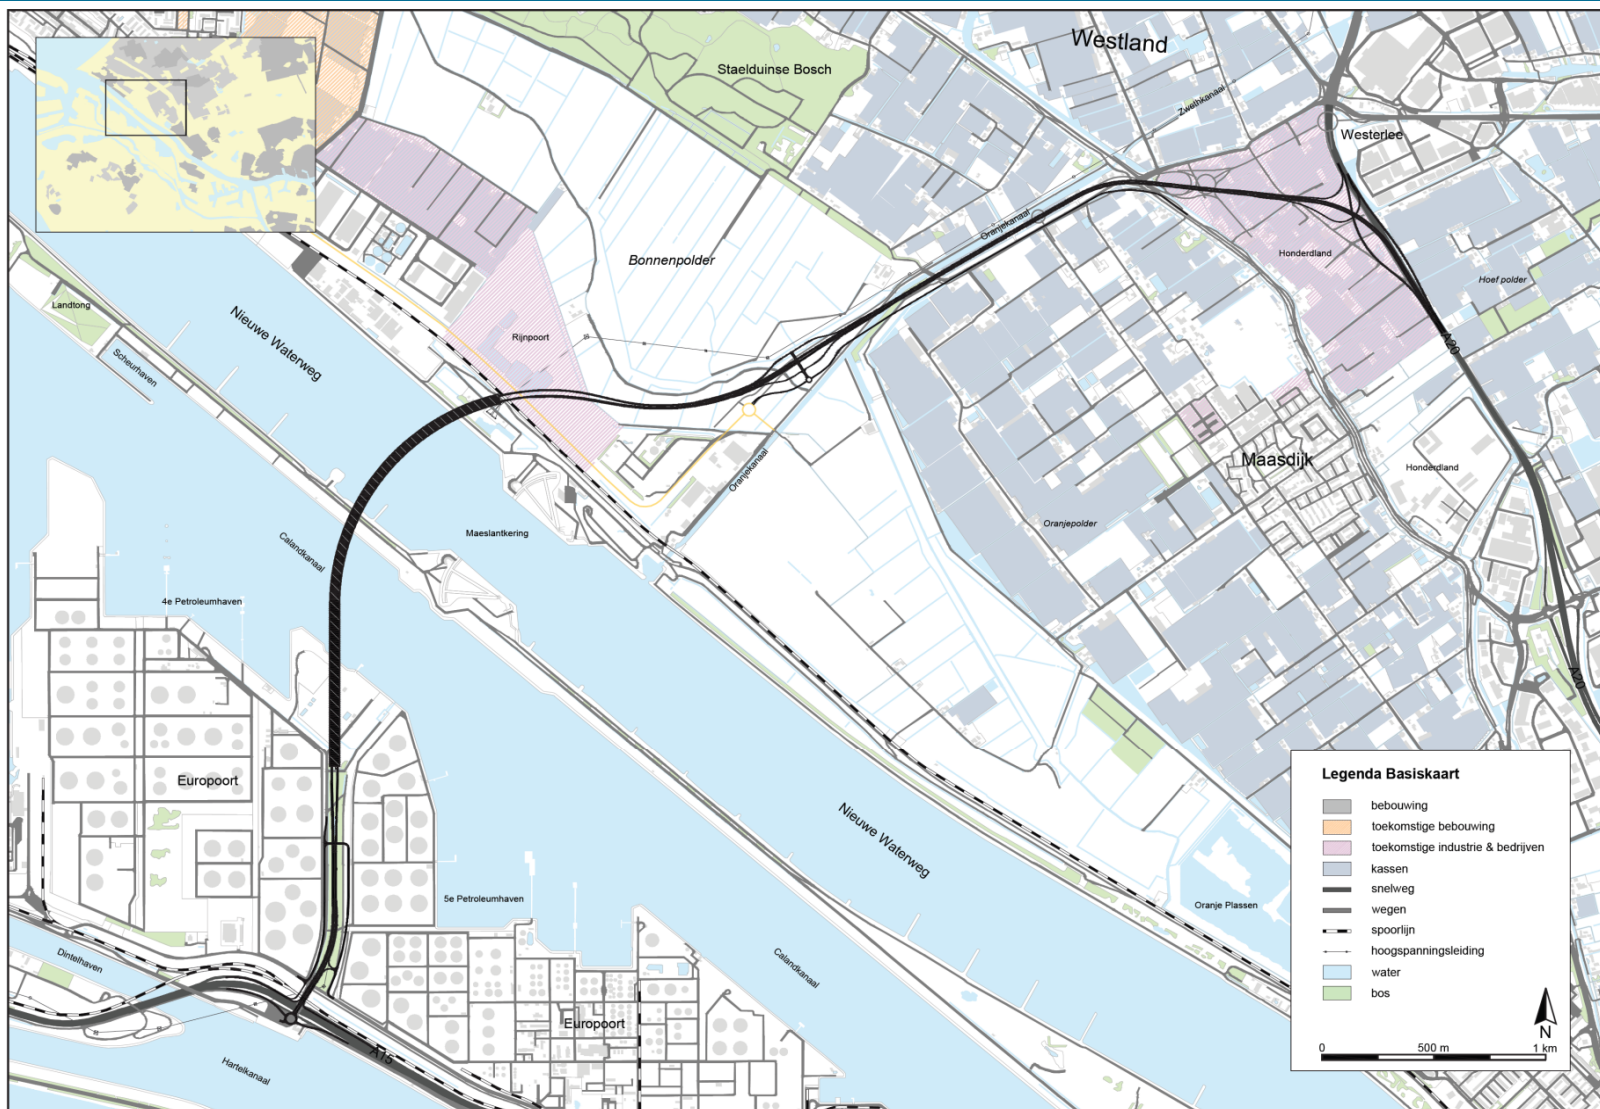 Westland
Staelduinse Bosch
Zwethkanaal
Westerlee
Oranjekanaal
Bonnenpolder
Honderdland
Hoef polder
Landtong
Nieuwe Waterweg
Rijnpoort
A20
Scheurhaven
Maasdijk
Oranjekanaal
Honderdland
Oranjepolder
Maeslantkering
Calandkanaal
4e Petroleumhaven
A20
Europoort
Nieuwe Waterweg
5e Petroleumhaven
Oranje Plassen
Dintelhaven
Calandkanaal
Europoort
A15
Hartelkanaal
Legenda Basiskaart
bebouwing
toekomstige bebouwing
toekomstige industrie & bedrijven
kassen
snelweg
wegen
spoorlijn
hoogspanningsleiding
water
bos
N
0 500 m 1 km